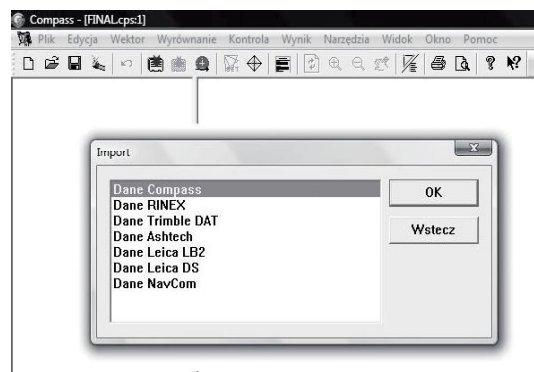 Compass - [FINAL.cps:1]
Plik Edycja Wektor Wyrównanie Kontrola Wynik Narzędzia Widok Okno Pomoc
Import
Dane Compass
Dane RINEX
Dane Trimble DAT
Dane Ashtech
Dane Leica LB2
Dane Leica DS
Dane NavCom
OK
Wstecz